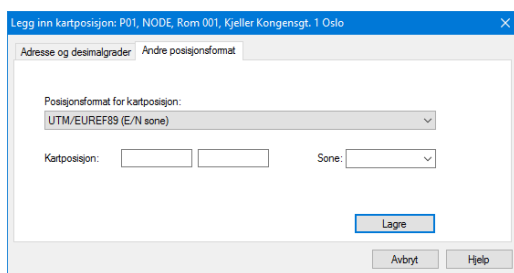 Legg inn kartposisjon: P01, NODE, Rom 001, Kjeller Kongensgt. 1 Oslo
Adresse og desimalgrader Andre posisjonsformat
Posisjonsformat for kartposisjon:
UTM/EUREF89 (E/N sone)
Kartposisjon: Sone:
Lagre
Avbryt Hjelp